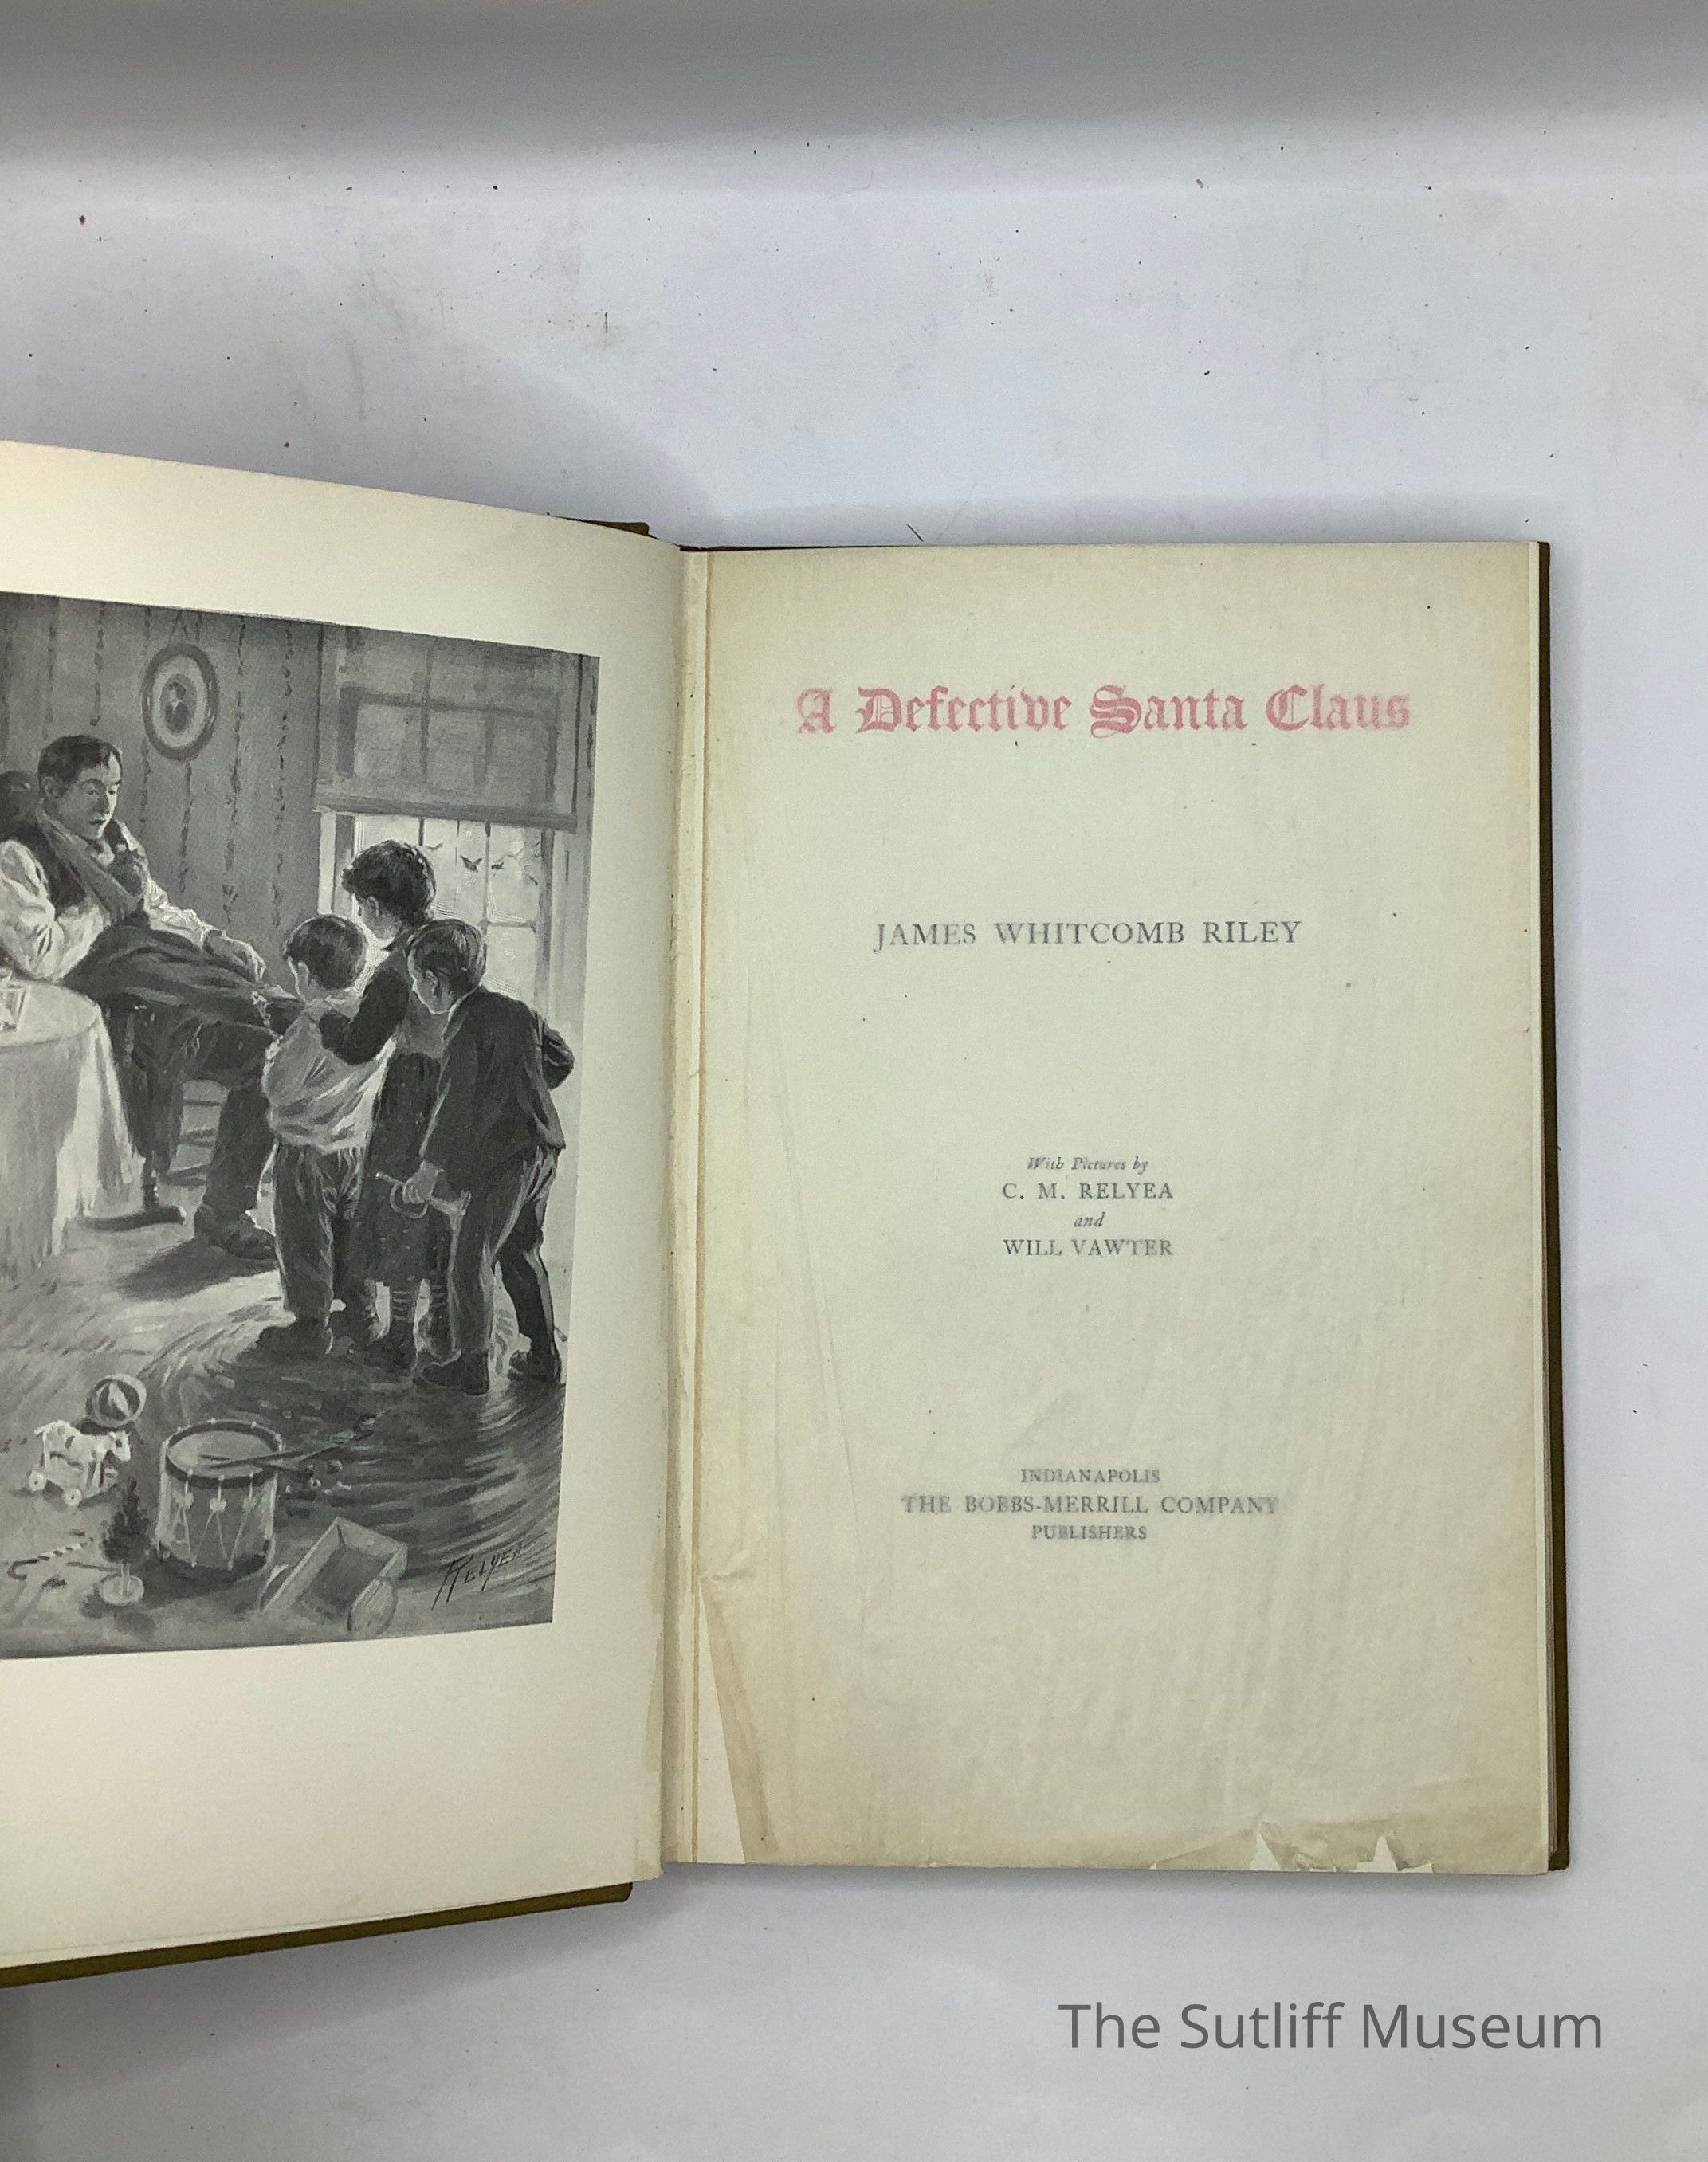 RELYEA
A Defective Santa Claus
JAMES WHITCOMB RILEY
With Pictures by
C. M. RELYEA
and
WILL VAWTER
INDIANAPOLIS
THE BOBBS-MERRILL COMPANY
PUBLISHERS
The Sutliff Museum